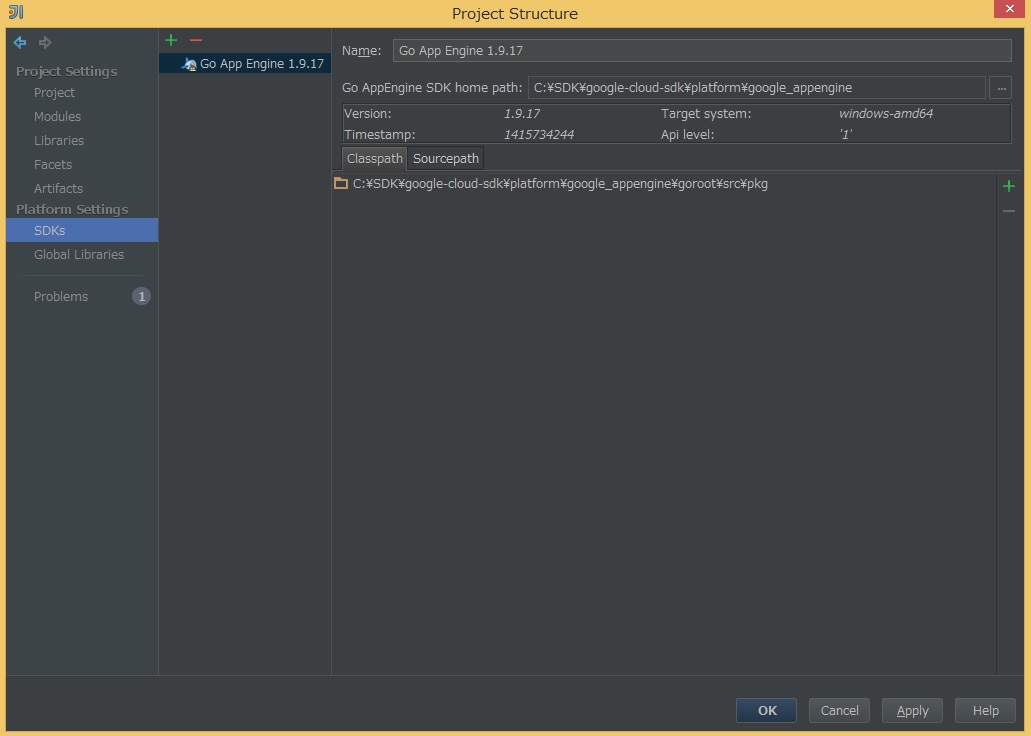 Project Structure
Project Settings
Project
Modules
Libraries
Facets
Artifacts
Platform Settings
SDKs
Global Libraries
Problems 1
Go App Engine 1.9.17
Name: Go App Engine 1.9.17
Go AppEngine SDK home path: C:¥SDK¥google-cloud-sdk¥platform¥google_appengine ...
Version: 1.9.17 Target system: windows-amd64
Timestamp: 1415734244 Api level: '1'
Classpath Sourcepath
C:¥SDK¥google-cloud-sdk¥platform¥google_appengine¥goroot¥src¥pkg
OK Cancel Apply Help